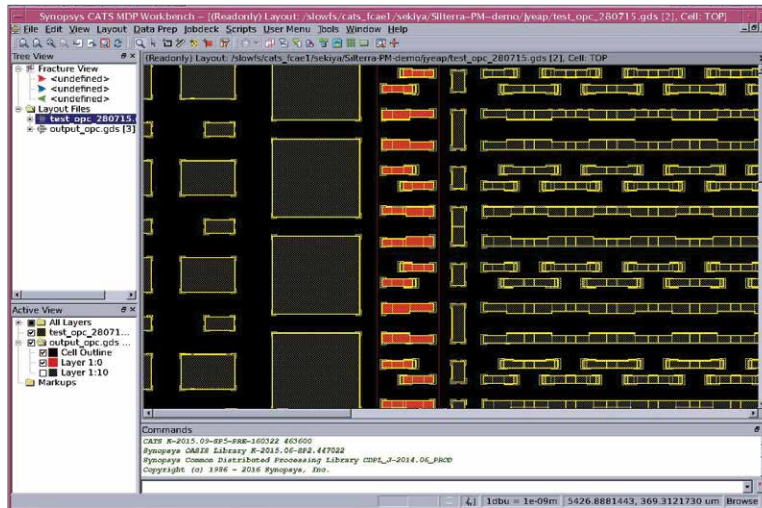 Synopsys CATS MDP Workbench - [(Readonly) Layout: /slowfs/cats_fcae1/sekiya/Silterra-PM-demo/jyeap/test_opc_280715.gds [2], Cell: TOP]
File Edit View Layout Data Prep Jobdeck Scripts User Menu Tools Window Help
Tree View
(Readonly) Layout: /slowfs/cats_fcae1/sekiya/Silterra-PM-demo/jyeap/test_opc_280715.gds [2], Cell: TOP
Fracture View
<undefined>
<undefined>
<undefined>
Layout Files
test_opc_280715.
output_opc.gds [3]
Active View
All Layers
test_opc_28071...
output_opc.gds ...
Cell Outline
Layer 1:0
Layer 1:10
Markups
Commands
CATS K-2015.09-SP5-PRE-160322 463600
Synopsys OASIS Library K-2015.06-SP2.447022
Synopsys Common Distributed Processing Library CDPL_J-2014.06_PROD
Copyright (c) 1986 - 2016 Synopsys, Inc.
1dbu = 1e-09m 5426.8881443, 369.3121730 um Browse